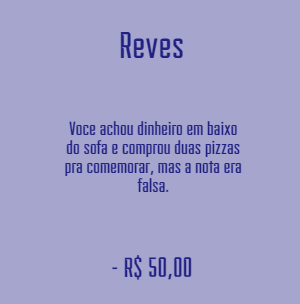 Reves
Voce achou dinheiro em baixo
do sofa e comprou duas pizzas
pra comemorar, mas a nota era
falsa.
- R$ 50,00